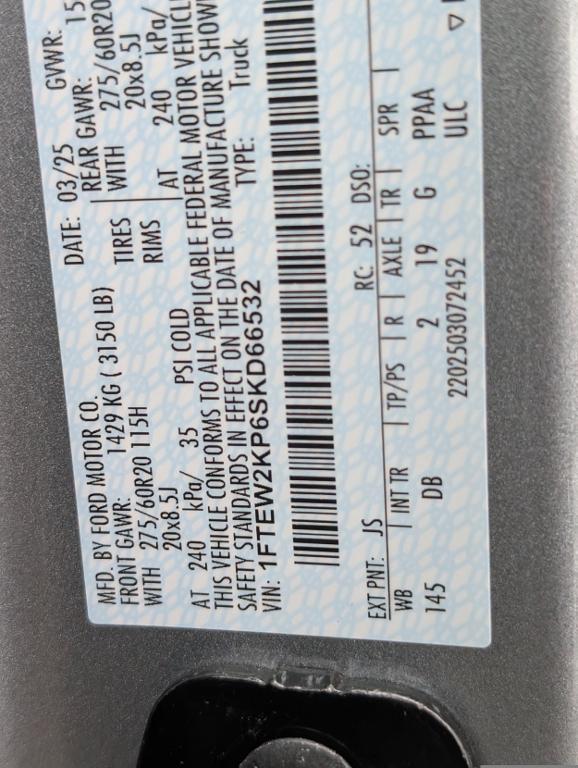 MFD. BY FORD MOTOR CO. DATE: 03/25 GVWR:
FRONT GAWR: 1429 KG ( 3150 LB) REAR GAWR: 15
WITH 275/60R20 115H TIRES WITH 275/60R20
20x8.5J RIMS 20x8.5J
AT 240 kPa/ 35 PSI COLD AT 240 kPa/
THIS VEHICLE CONFORMS TO ALL APPLICABLE FEDERAL MOTOR VEHICL
SAFETY STANDARDS IN EFFECT ON THE DATE OF MANUFACTURE SHOW
VIN: 1FTEW2KP6SKD66532 TYPE: Truck
EXT PNT: JS RC: 52 DSO:
WB INT TR TP/PS R AXLE TR SPR
145 DB 2 19 G PPAA
2202503072452 ULC